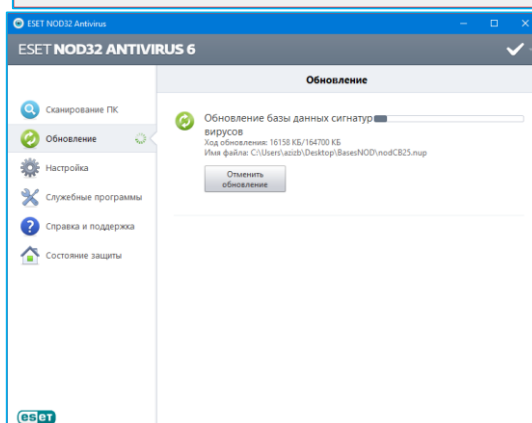 ESET NOD32 Antivirus
ESET NOD32 ANTIVIRUS 6
Обновление
Сканирование ПК
Обновление
Настройка
Служебные программы
Справка и поддержка
Состояние защиты
Обновление базы данных сигнатур
вирусов
Ход обновления: 16158 КБ/164700 КБ
Имя файла: C:\Users\azizb\Desktop\BasesNOD\nodCB25.nup
Отменить
обновление
eset